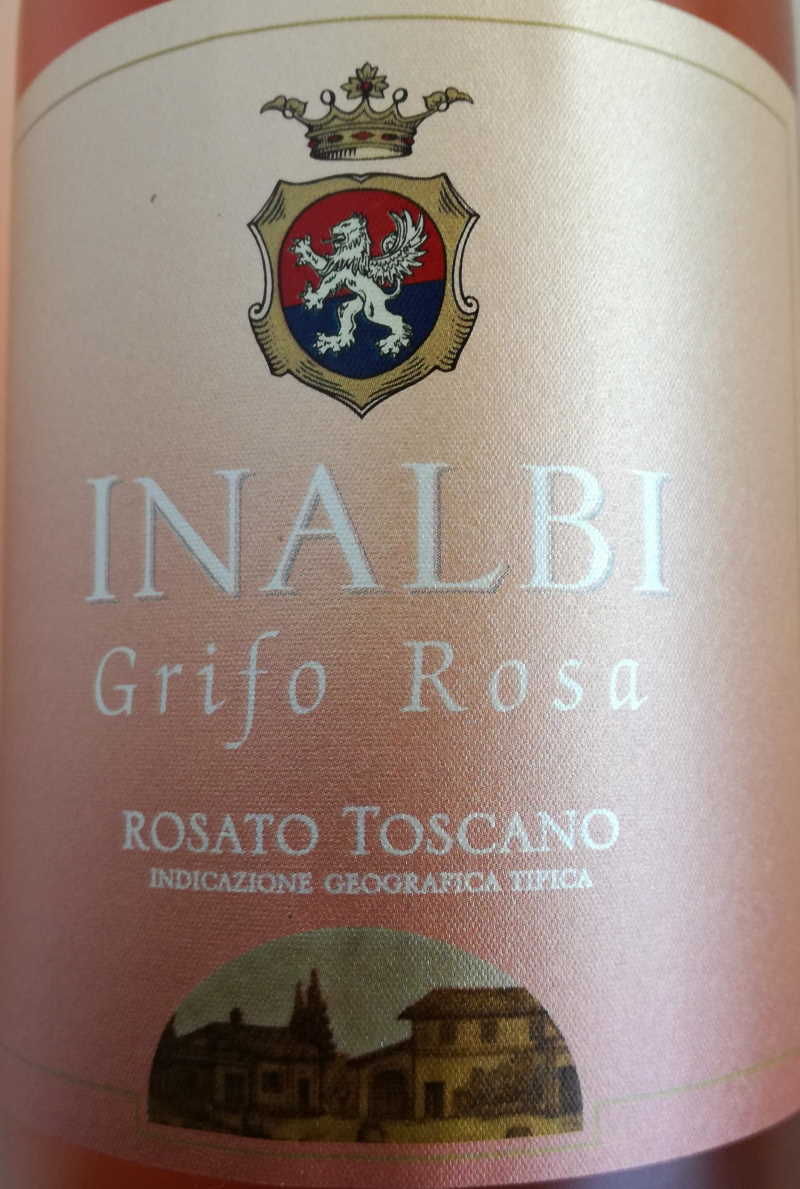 INALBI
Grifo Rosa
ROSATO TOSCANO
INDICAZIONE GEOGRAFICA TIPICA